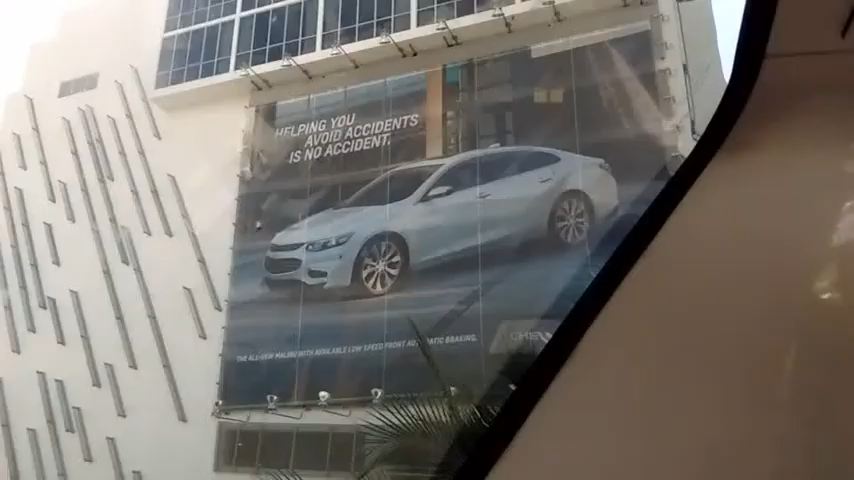 HELPING YOU
AVOID ACCIDENTS
IS NO ACCIDENT.
THE ALL-NEW MALIBU WITH AVAILABLE LOW SPEED FRONT AUTOMATIC BRAKING.